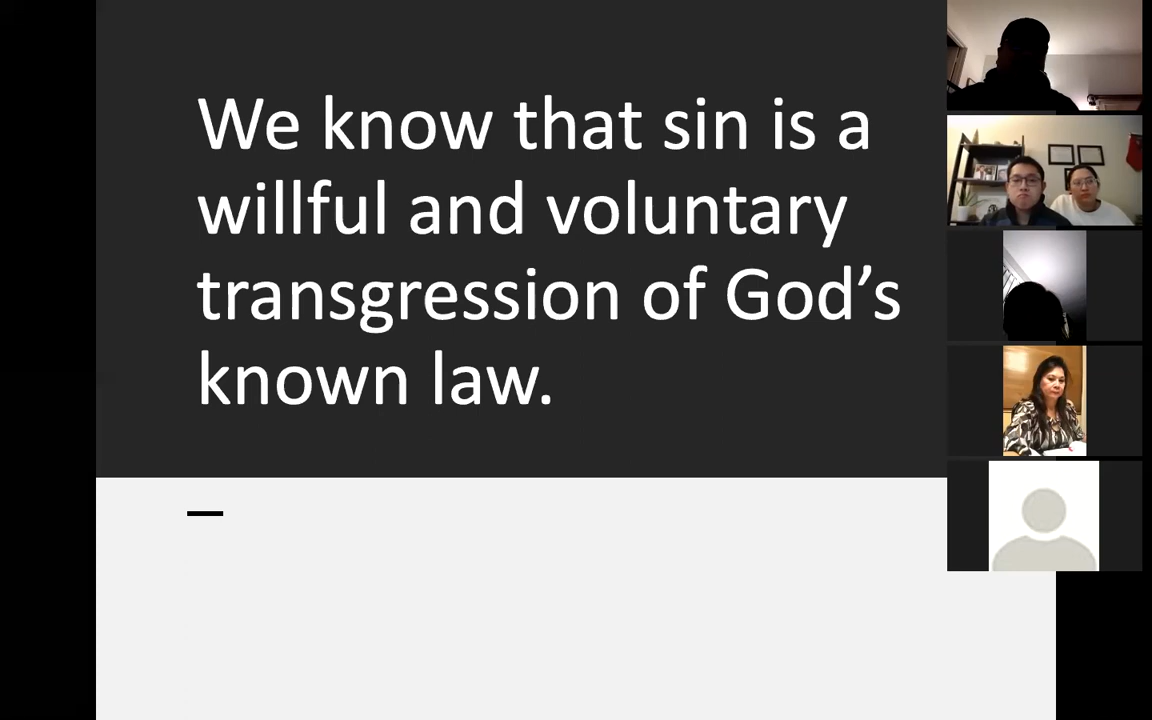 We know that sin is a
willful and voluntary
transgression of God’s
known law.